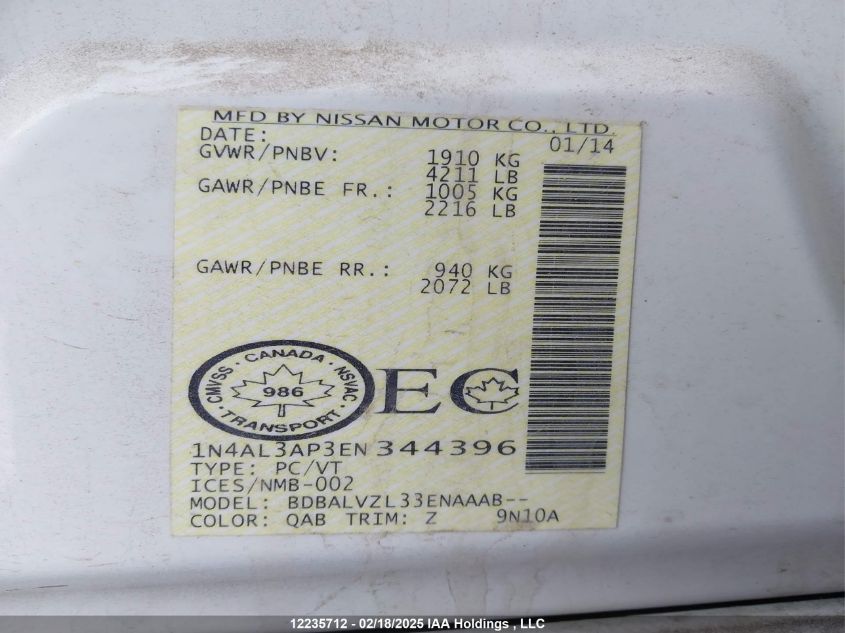 MFD BY NISSAN MOTOR CO., LTD.
DATE: 01/14
GVWR/PNBV: 1910 KG
4211 LB
GAWR/PNBE FR.: 1005 KG
2216 LB
GAWR/PNBE RR.: 940 KG
2072 LB
CMVSS · CANADA · NSVAC
986
TRANSPORT
EC
1N4AL3AP3EN344396
TYPE: PC/VT
ICES/NMB-002
MODEL: BDBALVZL33ENAAAB--
COLOR: QAB TRIM: Z 9N10A
12235712 - 02/18/2025 IAA Holdings , LLC